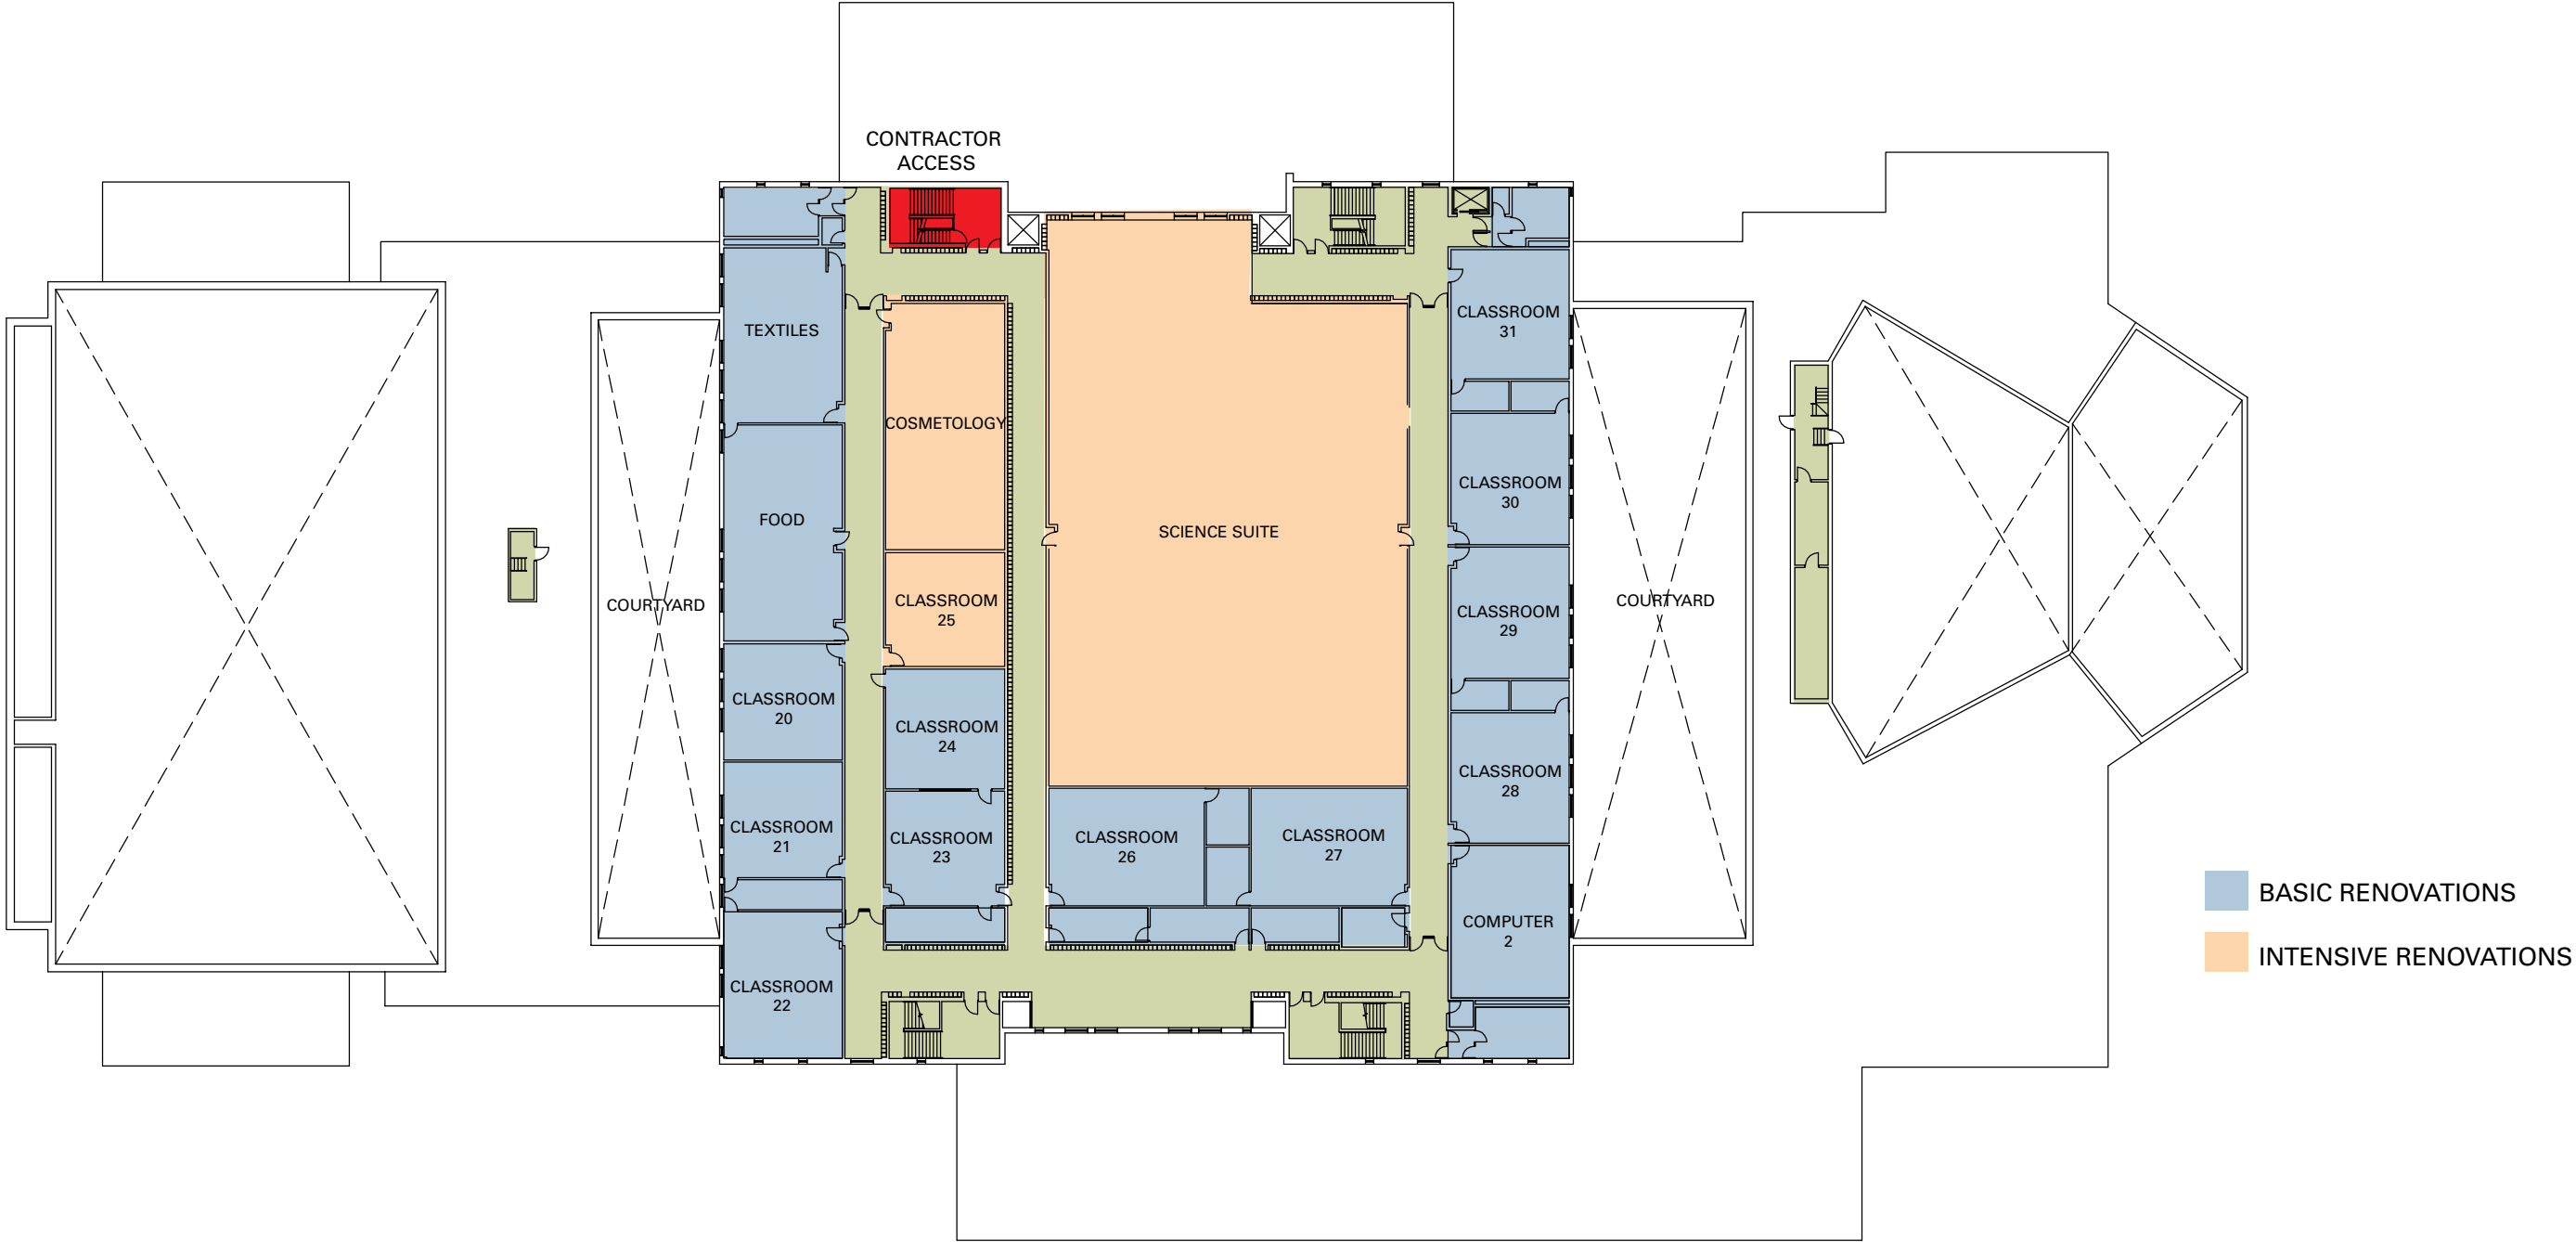 CONTRACTOR
ACCESS
TEXTILES
COSMETOLOGY
FOOD
SCIENCE SUITE
CLASSROOM
31
CLASSROOM
30
COURTYARD
CLASSROOM
25
CLASSROOM
29
COURTYARD
CLASSROOM
20
CLASSROOM
24
CLASSROOM
28
CLASSROOM
21
CLASSROOM
23
CLASSROOM
26
CLASSROOM
27
BASIC RENOVATIONS
COMPUTER
2
INTENSIVE RENOVATIONS
CLASSROOM
22